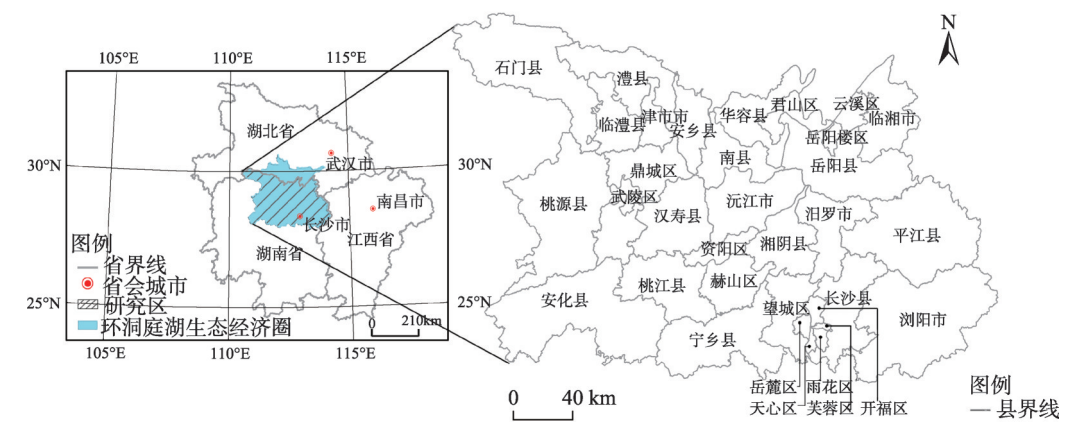 105°E
110°E
115°E
30°N
25°N
湖北省
武汉市
南昌市
长沙市
江西省
湖南省
图例
省界线
省会城市
研究区
环洞庭湖生态经济圈
0 210km
105°E
110°E
115°E
30°N
25°N
N
石门县
澧县
临澧县
津市市
安乡县
华容县
君山区
云溪区
临湘市
岳阳楼区
岳阳县
南县
鼎城区
武陵区
桃源县
汉寿县
沅江市
汨罗市
平江县
资阳区
湘阴县
安化县
桃江县
赫山区
望城区
长沙县
浏阳市
宁乡县
岳麓区
雨花区
天心区
芙蓉区
开福区
0 40 km
图例
县界线